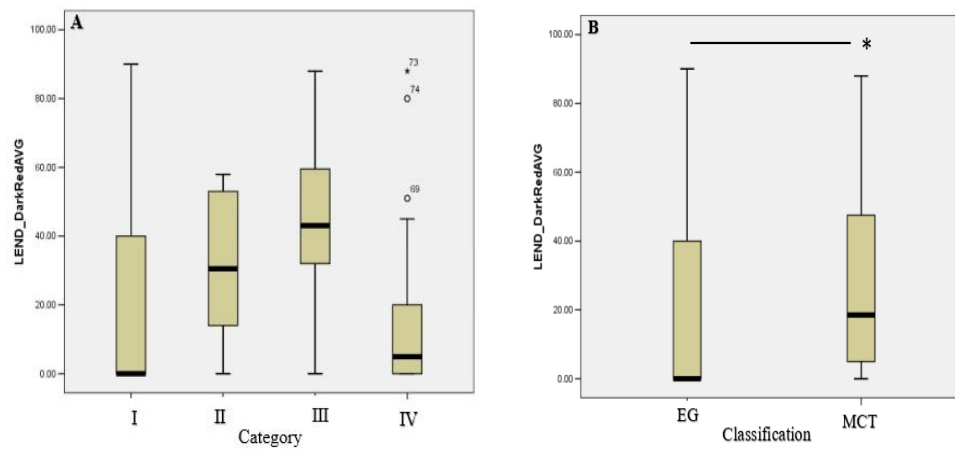 A
LEND_DarkRedAVG
100.00
80.00
60.00
40.00
20.00
0.00
73
74
69
I II III IV
Category
B
LEND_DarkRedAVG
100.00
80.00
60.00
40.00
20.00
0.00
*
EG MCT
Classification